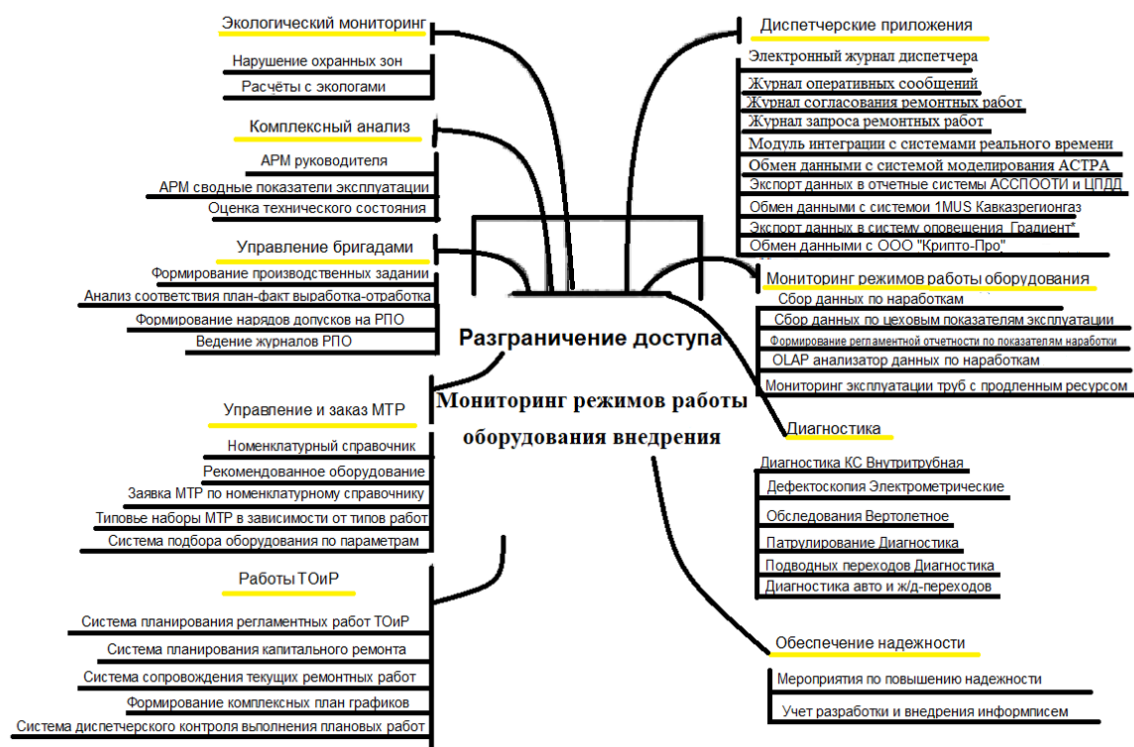 Экологический мониторинг
Нарушение охранных зон
Расчёты с экологами
Комплексный анализ
АРМ руководителя
АРМ сводные показатели эксплуатации
Оценка технического состояния
Управление бригадами
Формирование производственных задании
Анализ соответствия план-факт выработка-отработка
Формирование нарядов допусков на РПО
Ведение журналов РПО
Управление и заказ МТР
Номенклатурный справочник
Рекомендованное оборудование
Заявка МТР по номенклатурному справочнику
Типовье наборы МТР в зависимости от типов работ
Система подбора оборудования по параметрам
Работы ТОиР
Система планирования регламентных работ ТОиР
Система планирования капитального ремонта
Система сопровождения текущих ремонтных работ
Формирование комплексных план графиков
Система диспетчерского контроля выполнения плановых работ
Разграничение доступа
Мониторинг режимов работы
оборудования внедрения
Диспетчерские приложения
Электронный журнал диспетчера
Журнал оперативных сообщений
Журнал согласования ремонтных работ
Журнал запроса ремонтных работ
Модуль интеграции с системами реального времени
Обмен данными с системой моделирования АСТРА
Экспорт данных в отчетные системы АССПООТИ и ЦПДД
Обмен данными с системои 1MUS Кавказрегионгаз
Экспорт данных в систему оповещения Градиент*
Обмен данными с ООО "Крипто-Про"
Мониторинг режимов работы оборудования
Сбор данных по наработкам
Сбор данных по цеховым показателям эксплуатации
Формирование регламентной отчетности по показателям наработки
OLAP анализатор данных по наработкам
Мониторинг эксплуатации труб с продленным ресурсом
Диагностика
Диагностика КС Внутритрубная
Дефектоскопия Электрометрические
Обследования Вертолетное
Патрулирование Диагностика
Подводных переходов Диагностика
Диагностика авто и ж/д-переходов
Обеспечение надежности
Мероприятия по повышению надежности
Учет разработки и внедрения информписем